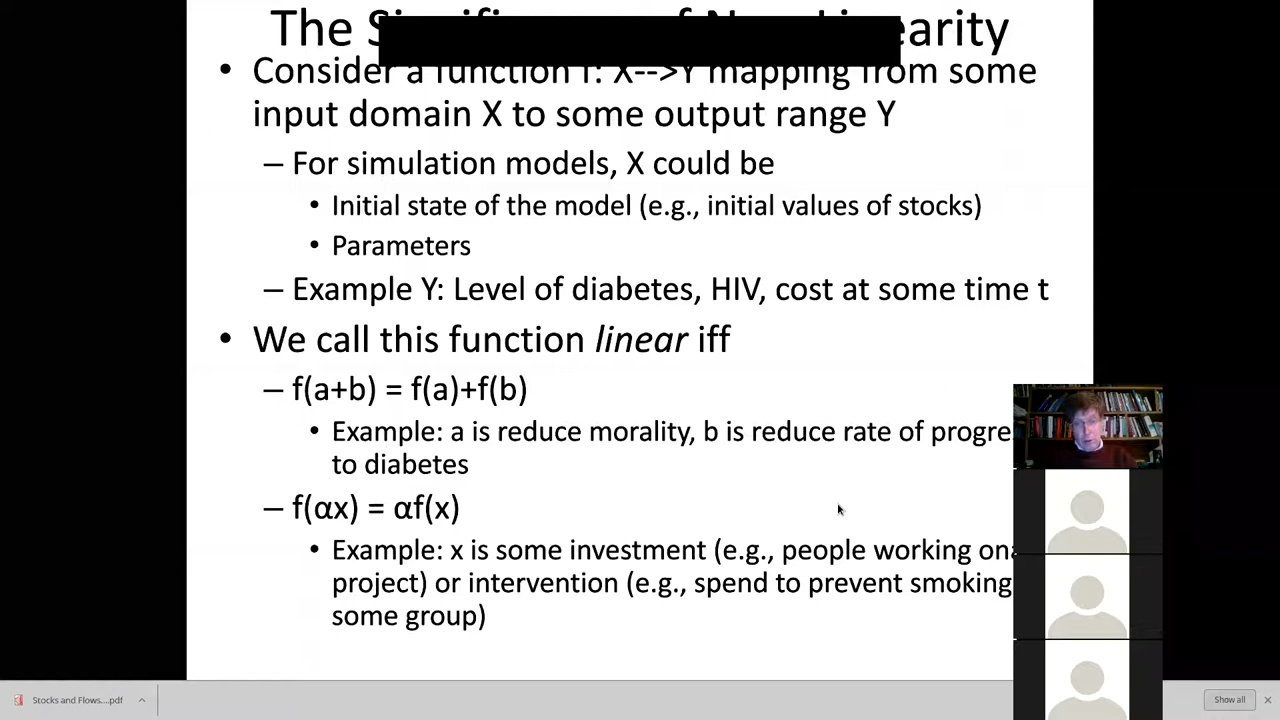 The Significance of Non-Linearity
• Consider a function f: X-->Y mapping from some
input domain X to some output range Y
– For simulation models, X could be
• Initial state of the model (e.g., initial values of stocks)
• Parameters
– Example Y: Level of diabetes, HIV, cost at some time t
• We call this function linear iff
– f(a+b) = f(a)+f(b)
• Example: a is reduce morality, b is reduce rate of progre
to diabetes
– f(αx) = αf(x)
• Example: x is some investment (e.g., people working ona
project) or intervention (e.g., spend to prevent smoking
some group)
Stocks and Flows....pdf
Show all